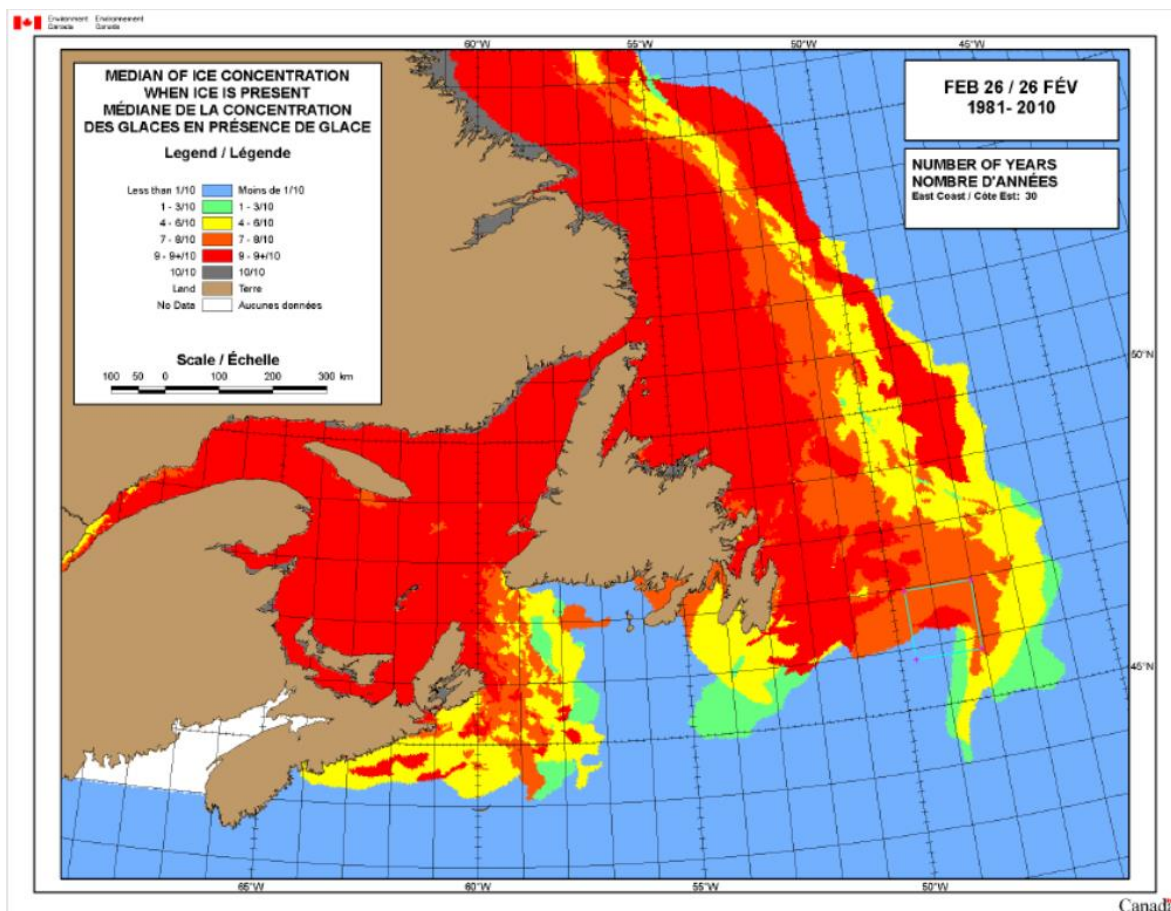 Environment Environnement
Canada Canada
60°W 55°W 50°W 45°W
MEDIAN OF ICE CONCENTRATION
WHEN ICE IS PRESENT
MÉDIANE DE LA CONCENTRATION
DES GLACES EN PRÉSENCE DE GLACE
Legend / Légende
Less than 1/10 Moins de 1/10
1 - 3/10 1 - 3/10
4 - 6/10 4 - 6/10
7 - 8/10 7 - 8/10
9 - 9+/10 9 - 9+/10
10/10 10/10
Land Terre
No Data Aucunes données
Scale / Échelle
100 50 0 100 200 300 km
FEB 26 / 26 FÉV
1981- 2010
NUMBER OF YEARS
NOMBRE D'ANNÉES
East Coast / Côte Est: 30
50°N
45°N
65°W 60°W 55°W 50°W
Canada